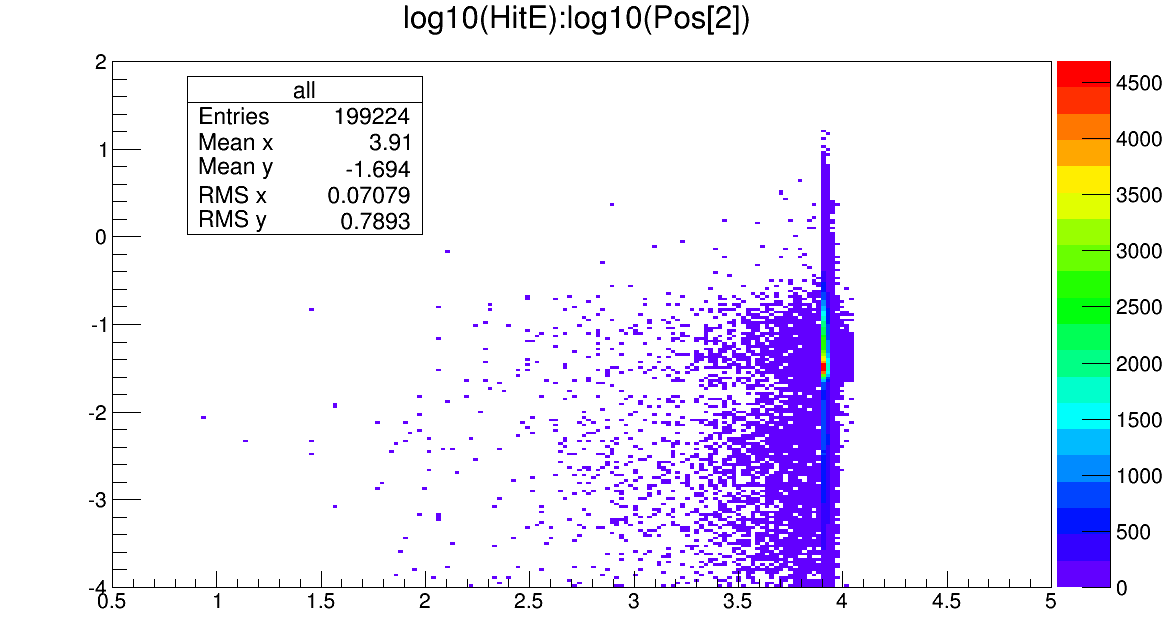 log10(HitE):log10(Pos[2])
all
Entries 199224
Mean x 3.91
Mean y -1.694
RMS x 0.07079
RMS y 0.7893
2
1
0
-1
-2
-3
-4
0.5 1 1.5 2 2.5 3 3.5 4 4.5 5
4500
4000
3500
3000
2500
2000
1500
1000
500
0